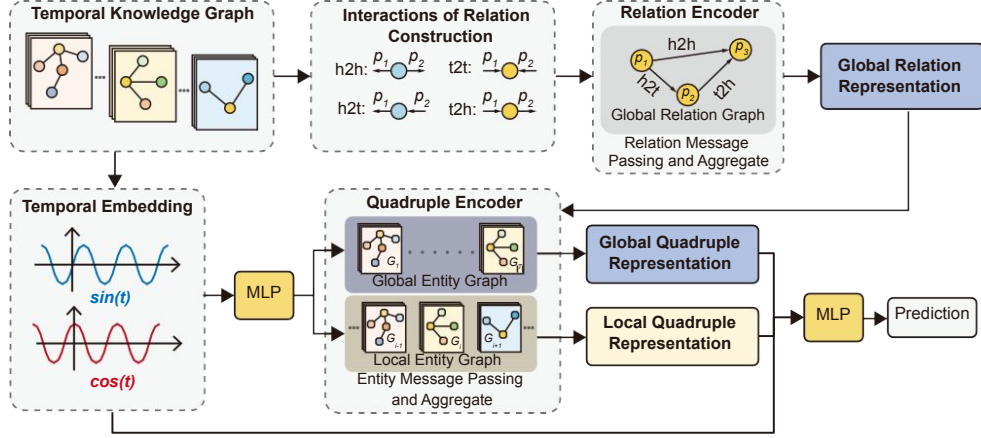 Temporal Knowledge Graph
...
...
Interactions of Relation
Construction
h2h: p1 p2
t2t: p1 p2
h2t: p1 p2
t2h: p1 p2
Relation Encoder
p1
h2h
p3
h2t
p2
t2h
Global Relation Graph
Relation Message
Passing and Aggregate
Global Relation
Representation
Temporal Embedding
sin(t)
cos(t)
MLP
Quadruple Encoder
G1
Global Entity Graph
... Gi-1
Gi
Gi+1 ...
Local Entity Graph
Entity Message Passing
and Aggregate
Global Quadruple
Representation
Local Quadruple
Representation
MLP
Prediction